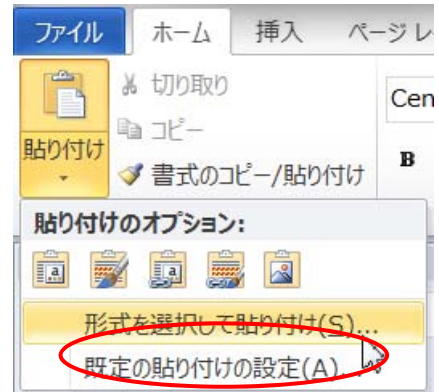 ファイル ホーム 挿入 ページ レ
切り取り
コピー
貼り付け
書式のコピー/貼り付け
Cen
B
貼り付けのオプション:
形式を選択して貼り付け(S)...
既定の貼り付けの設定(A)...